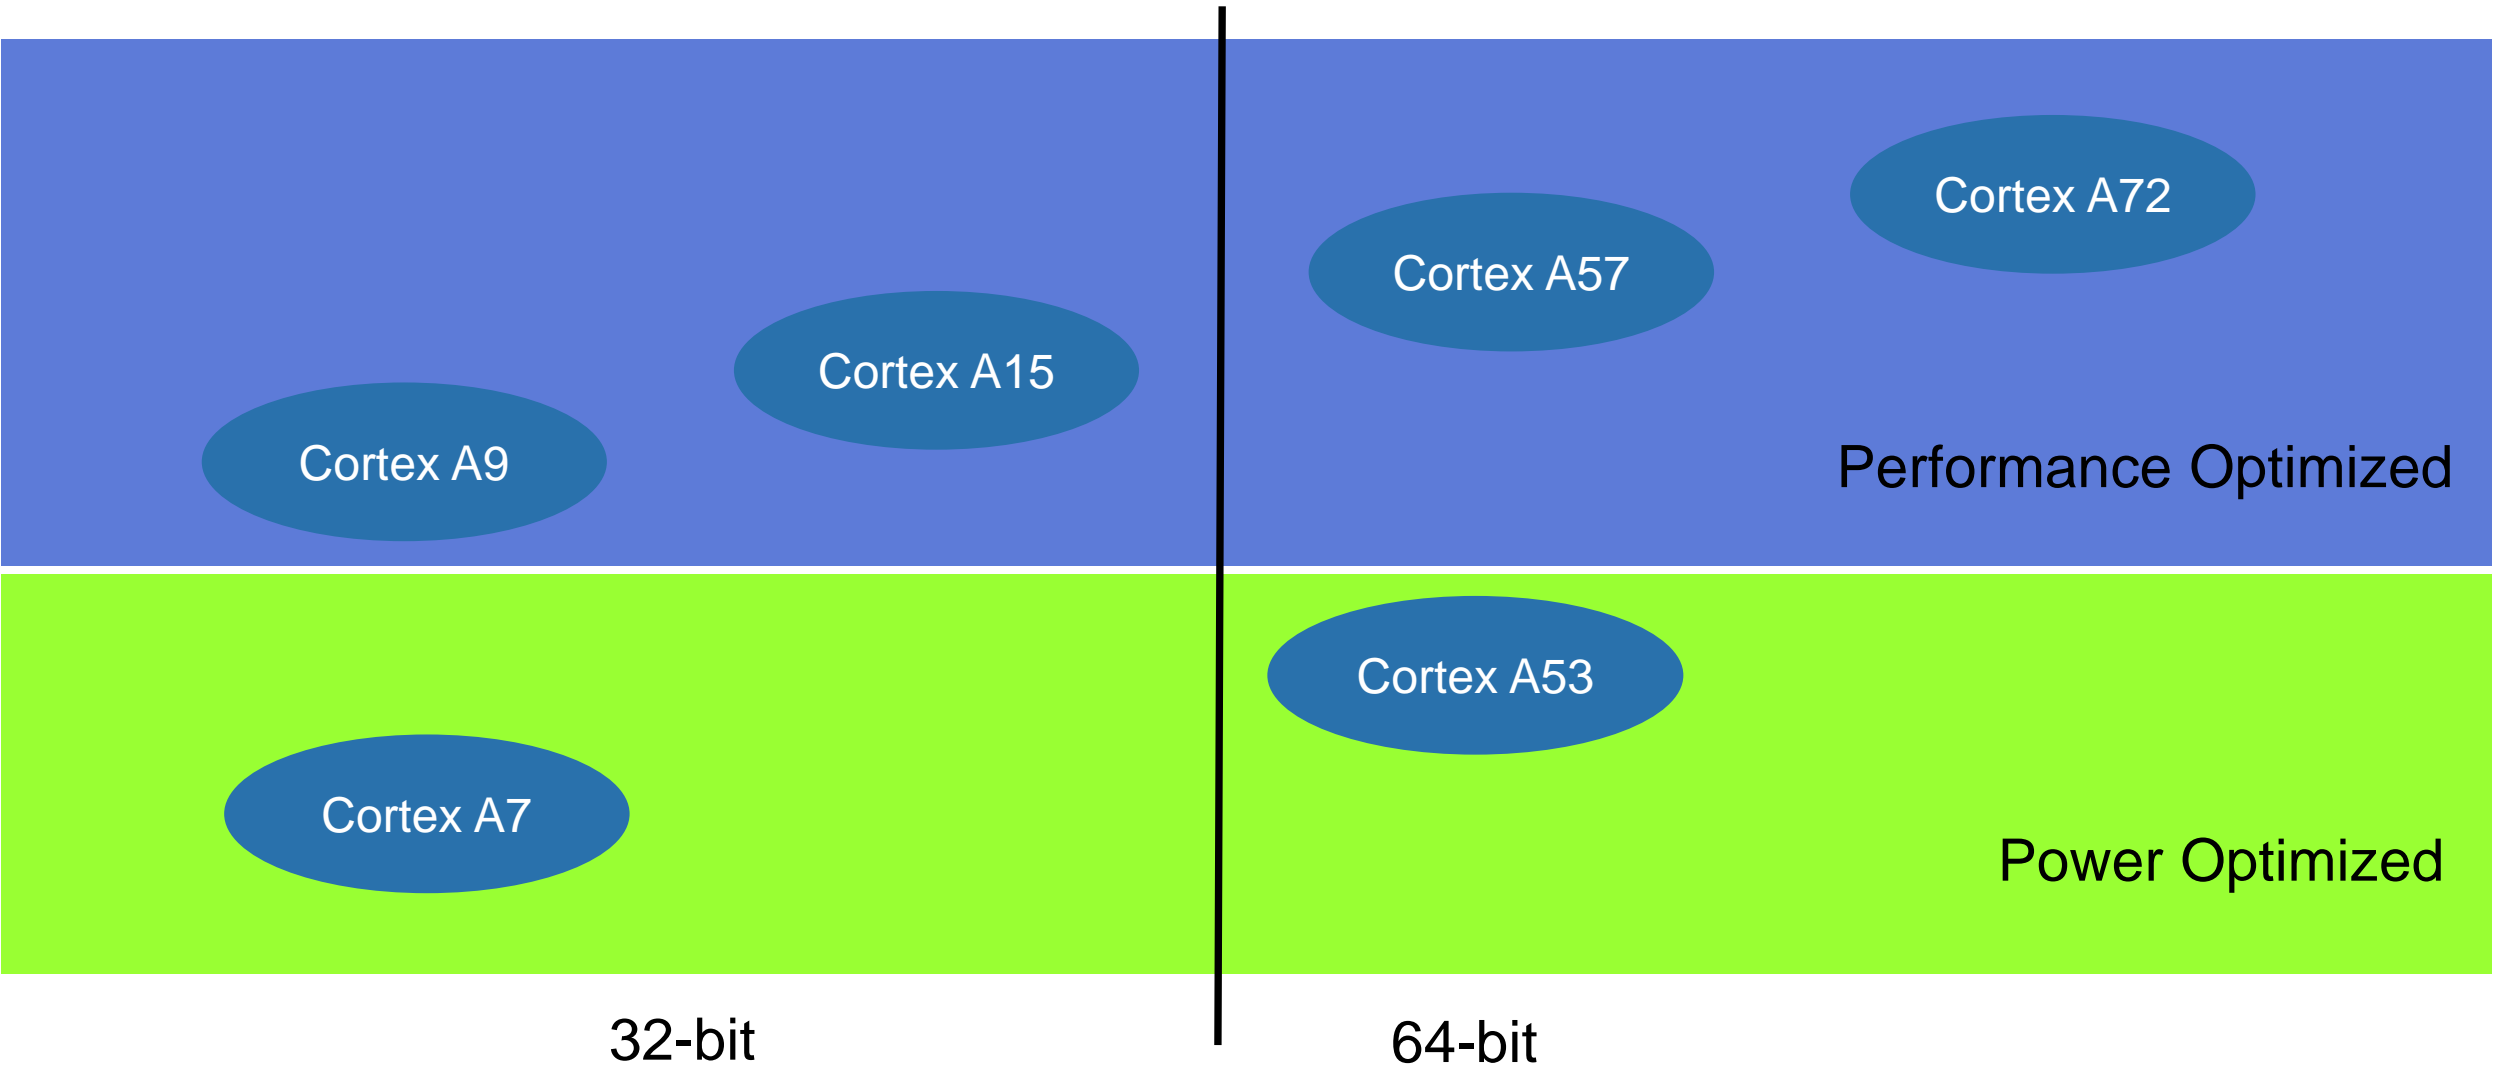 Cortex A72
Cortex A57
Cortex A15
Cortex A9
Performance Optimized
Cortex A53
Cortex A7
Power Optimized
32-bit
64-bit